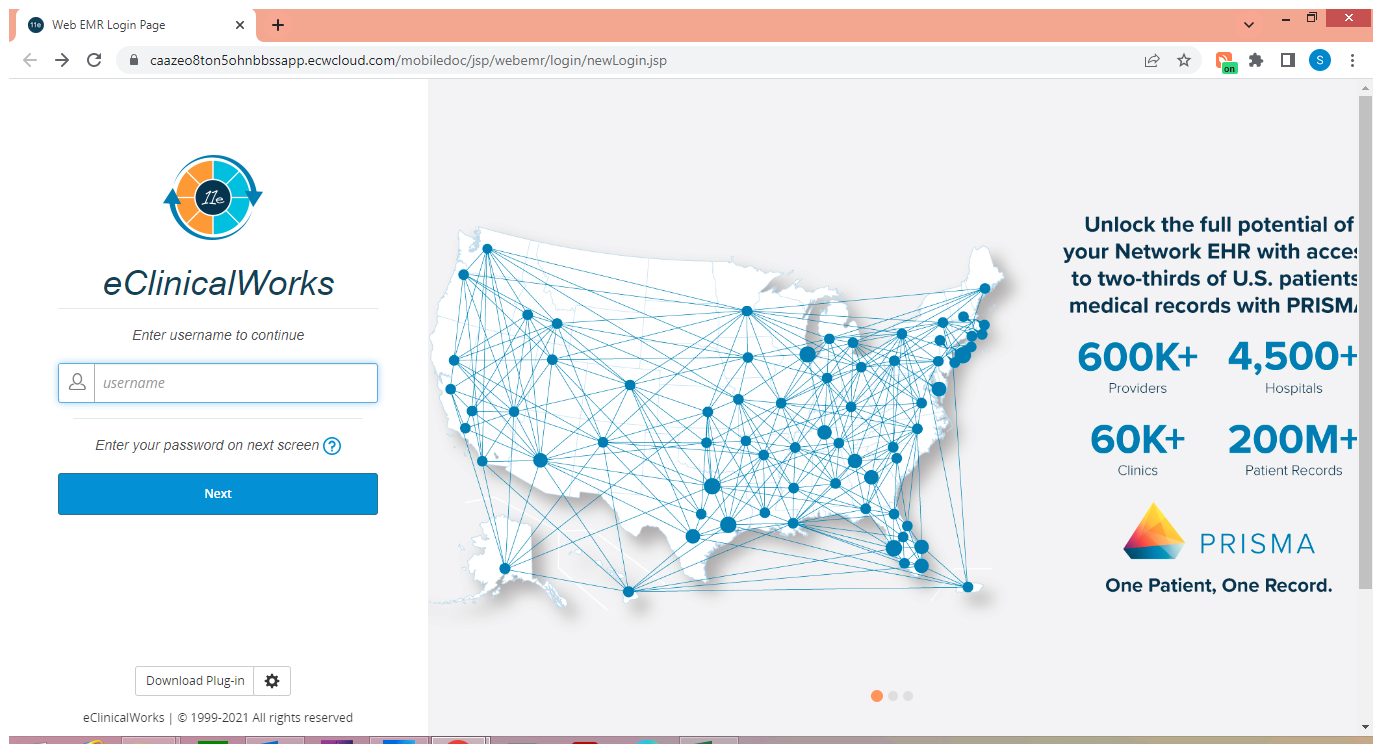 11e Web EMR Login Page
caazeo8ton5ohnbbssapp.ecwcloud.com/mobiledoc/jsp/webemr/login/newLogin.jsp
on
S
11e
eClinicalWorks
Enter username to continue
username
Enter your password on next screen ?
Next
Download Plug-in
eClinicalWorks | © 1999-2021 All rights reserved
Unlock the full potential of
your Network EHR with acces
to two-thirds of U.S. patients
medical records with PRISMA
600K+ 4,500+
Providers Hospitals
60K+ 200M+
Clinics Patient Records
PRISMA
One Patient, One Record.